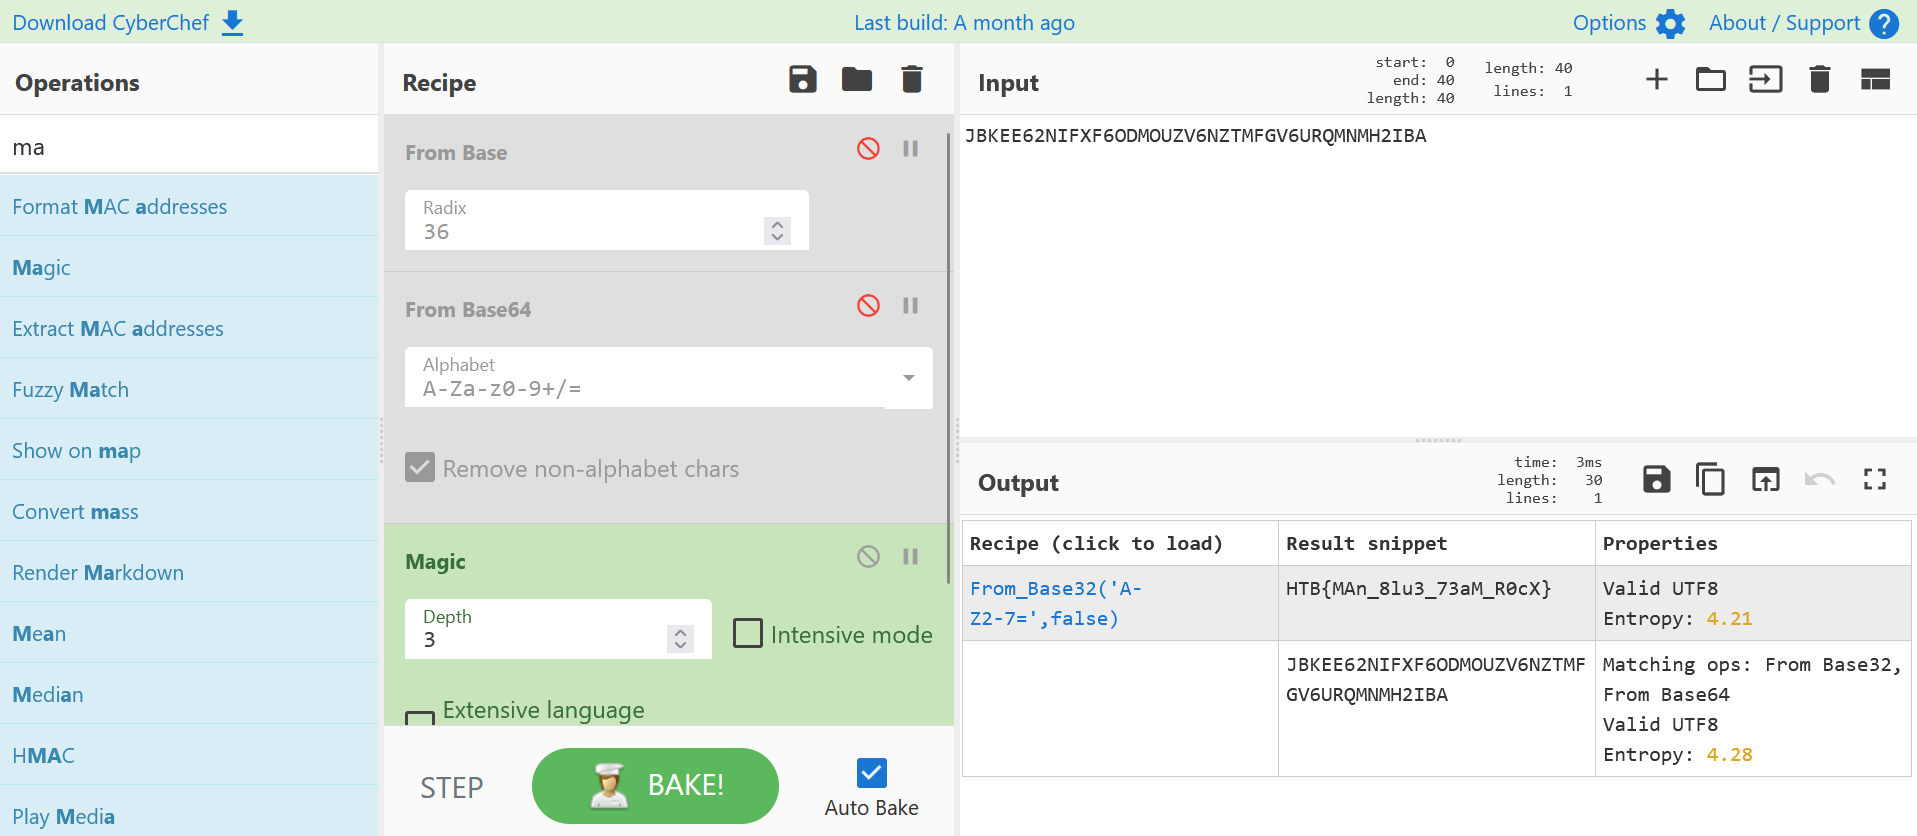 Download CyberChef
Last build: A month ago
Options
About / Support
Operations
ma
Format MAC addresses
Magic
Extract MAC addresses
Fuzzy Match
Show on map
Convert mass
Render Markdown
Mean
Median
HMAC
Play Media
Recipe
From Base
Radix
36
From Base64
Alphabet
A-Za-z0-9+/=
Remove non-alphabet chars
Magic
Depth
3
Intensive mode
Extensive language
STEP
BAKE!
Auto Bake
Input
start: 0
end: 40
length: 40
length: 40
lines: 1
JBKEE62NIFXF6ODMOUZV6NZTMFGV6URQMNMH2IBA
Output
time: 3ms
length: 30
lines: 1
Recipe (click to load)
Result snippet
Properties
From_Base32('A-
Z2-7=',false)
HTB{MAn_8lu3_73aM_R0cX}
Valid UTF8
Entropy: 4.21
JBKEE62NIFXF6ODMOUZV6NZTMF
GV6URQMNMH2IBA
Matching ops: From Base32,
From Base64
Valid UTF8
Entropy: 4.28